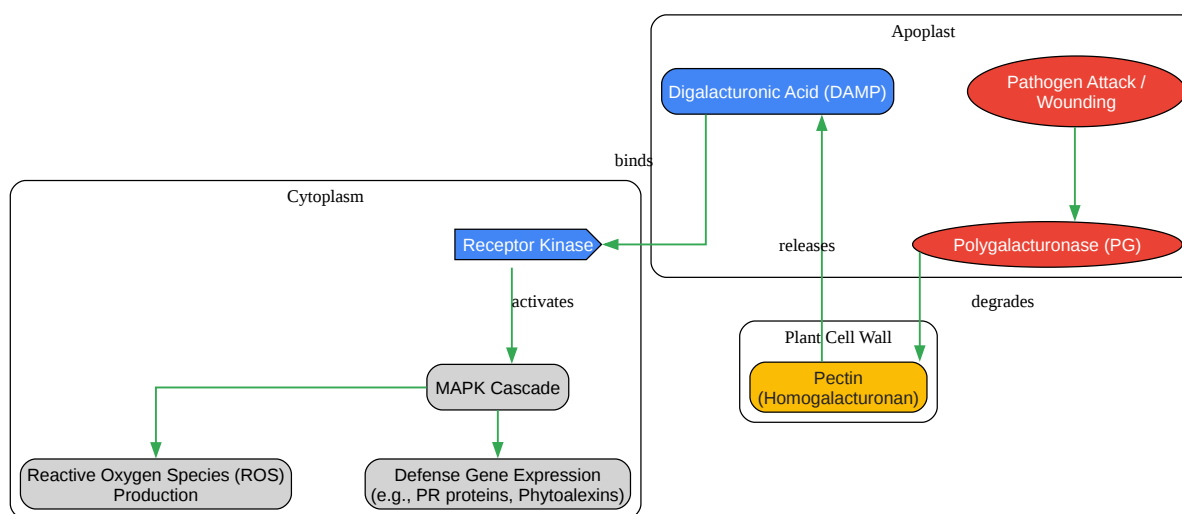 Apoplast
Digalacturonic Acid (DAMP)
Pathogen Attack /
Wounding
binds
Cytoplasm
Receptor Kinase
releases
Polygalacturonase (PG)
activates
degrades
Plant Cell Wall
MAPK Cascade
Pectin
(Homogalacturonan)
Reactive Oxygen Species (ROS)
Production
Defense Gene Expression
(e.g., PR proteins, Phytoalexins)